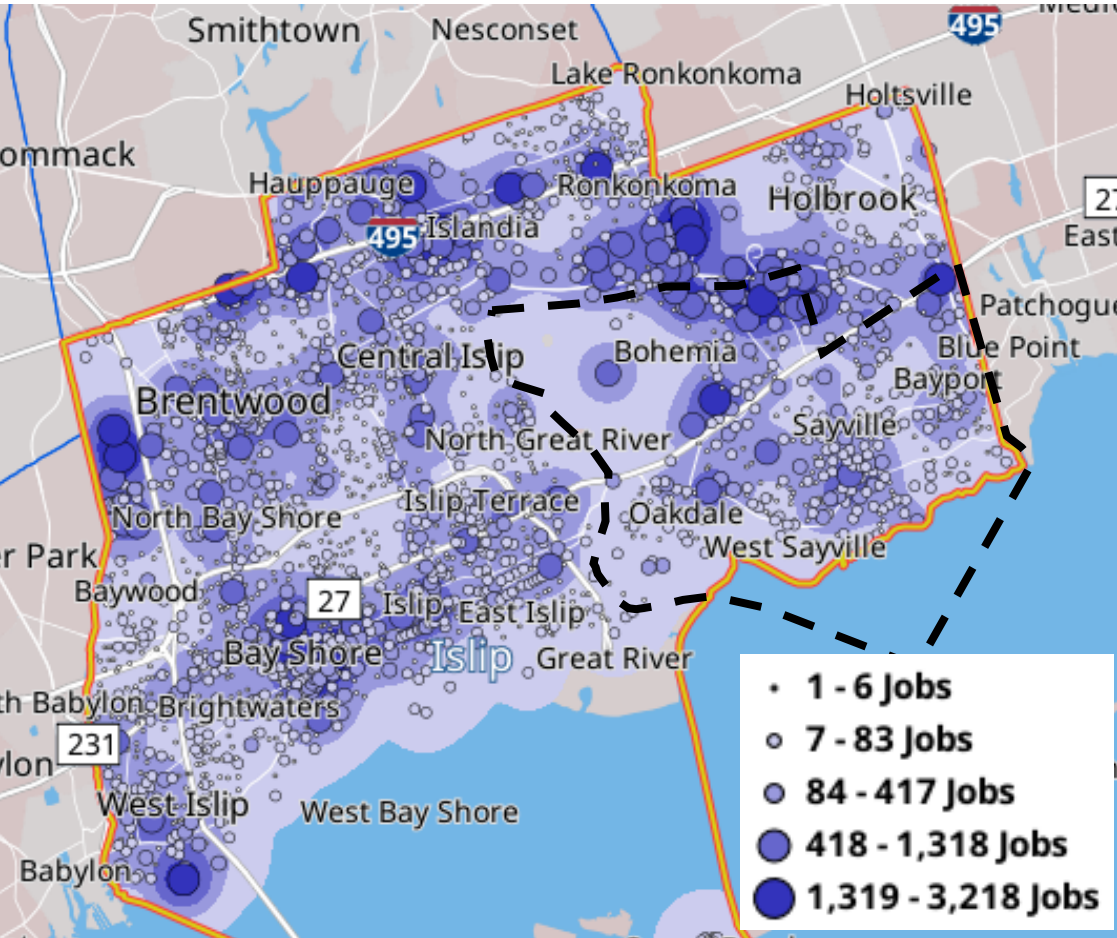 Smithtown
Nesconset
495
Lake Ronkonkoma
Holtsville
ommack
Hauppauge
Ronkonkoma
Holbrook
27
495
Islandia
East
Patchogu
Central Islip
Bohemia
Blue Point
Bayport
Brentwood
North Great River
Sayville
Islip Terrace
North Bay Shore
Oakdale
er Park
West Sayville
Baywood
27
Islip
East Islip
Bay Shore
Islip
Great River
th Babylon
Brightwaters
231
ylon
West Islip
West Bay Shore
Babylon
1 - 6 Jobs
7 - 83 Jobs
84 - 417 Jobs
418 - 1,318 Jobs
1,319 - 3,218 Jobs